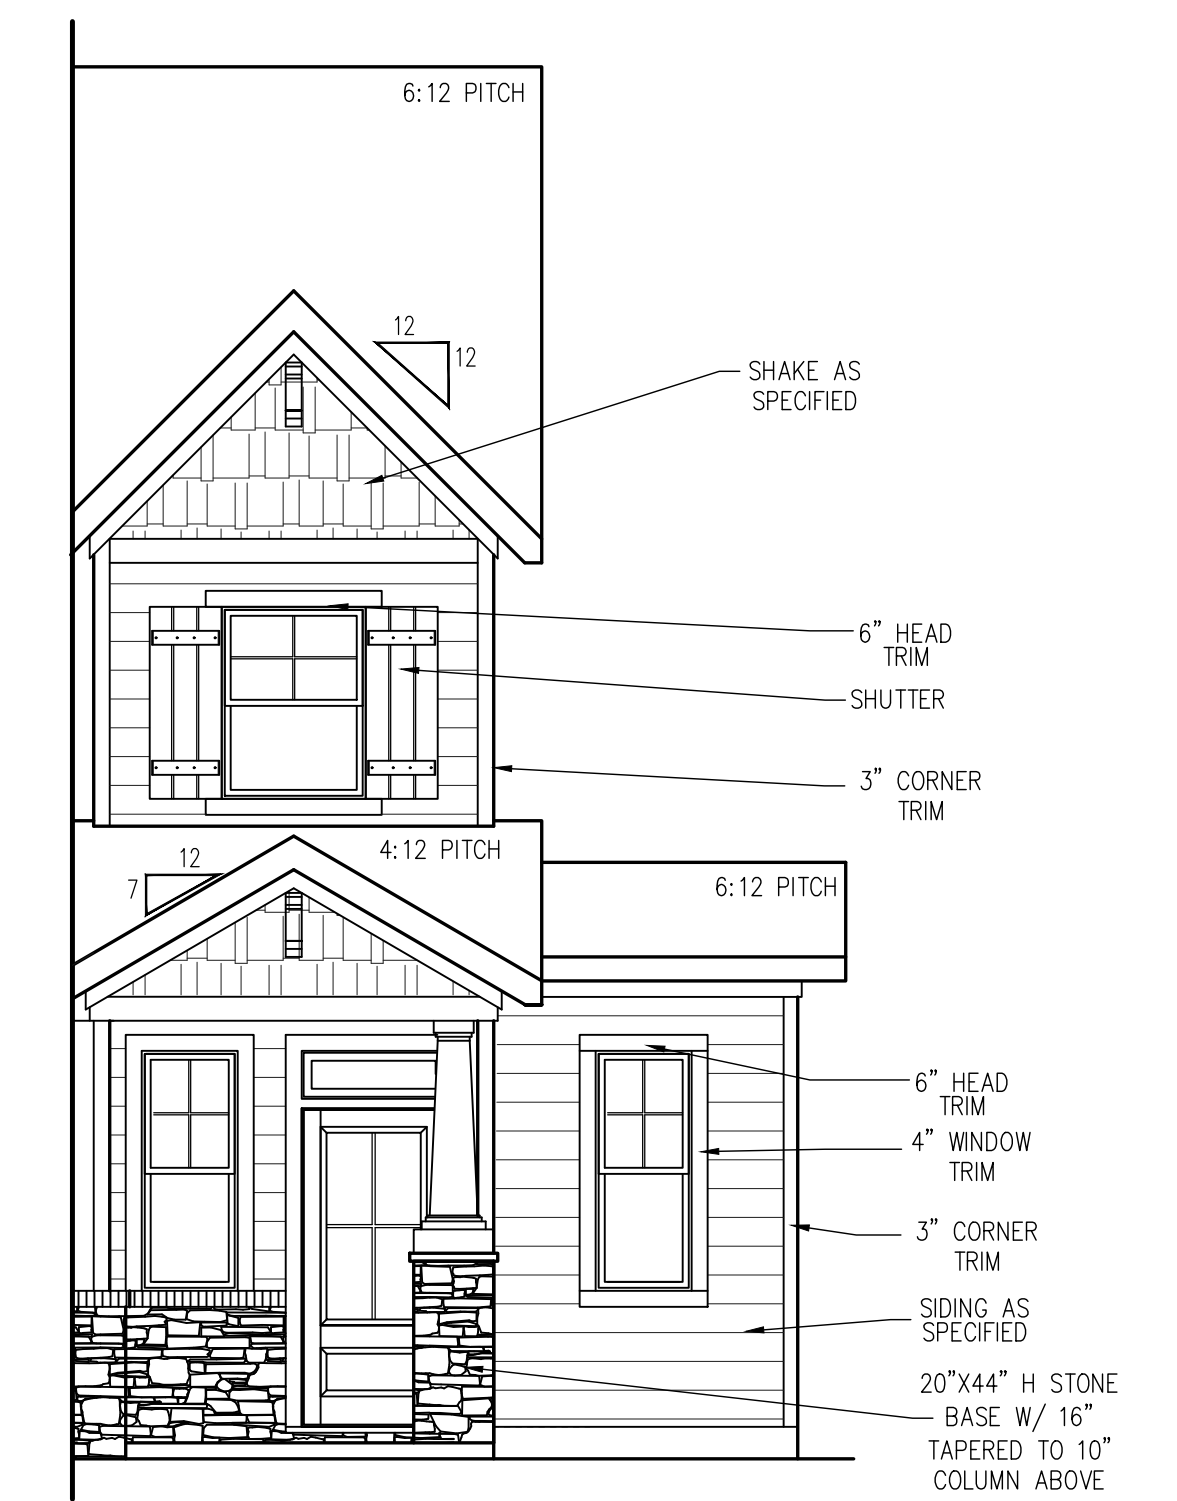 6:12 PITCH
12
12
SHAKE AS
SPECIFIED
6" HEAD
TRIM
SHUTTER
3" CORNER
TRIM
4:12 PITCH
12
7
6:12 PITCH
6" HEAD
TRIM
4" WINDOW
TRIM
3" CORNER
TRIM
SIDING AS
SPECIFIED
20"X44" H STONE
BASE W/ 16"
TAPERED TO 10"
COLUMN ABOVE